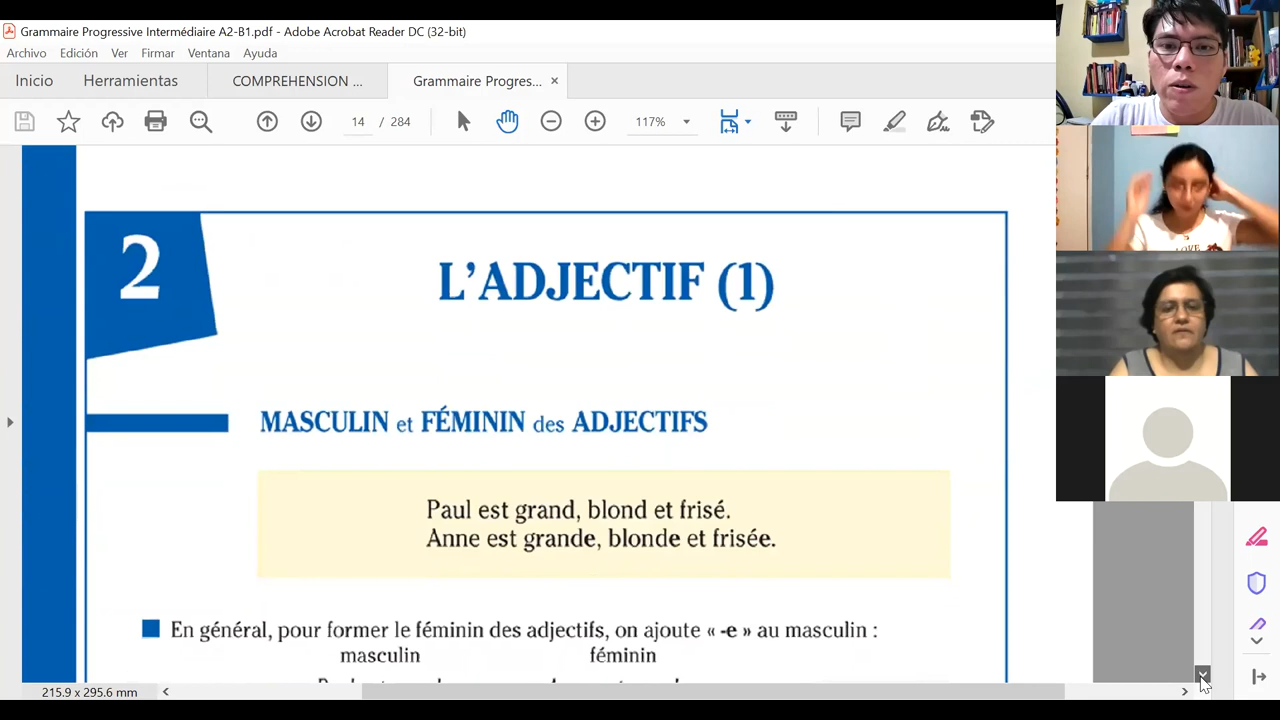 Grammaire Progressive Intermédiaire A2-B1.pdf - Adobe Acrobat Reader DC (32-bit)
Archivo Edición Ver Firmar Ventana Ayuda
Inicio Herramientas COMPREHENSION ... Grammaire Progres... ×
14 / 284 117%
2
L'ADJECTIF (1)
MASCULIN et FÉMININ des ADJECTIFS
Paul est grand, blond et frisé.
Anne est grande, blonde et frisée.
En général, pour former le féminin des adjectifs, on ajoute « -e » au masculin :
masculin féminin
LOVE
215.9 x 295.6 mm